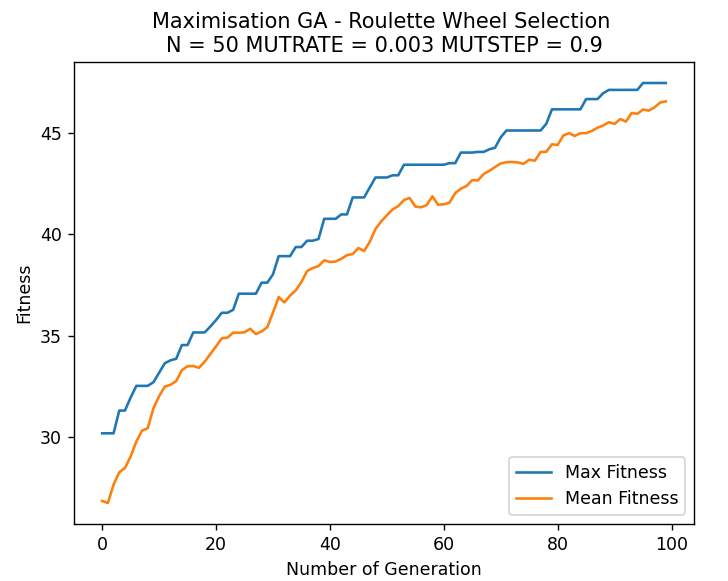 Maximisation GA - Roulette Wheel Selection
N = 50 MUTRATE = 0.003 MUTSTEP = 0.9
45
40
35
30
Fitness
0 20 40 60 80 100
Number of Generation
Max Fitness
Mean Fitness